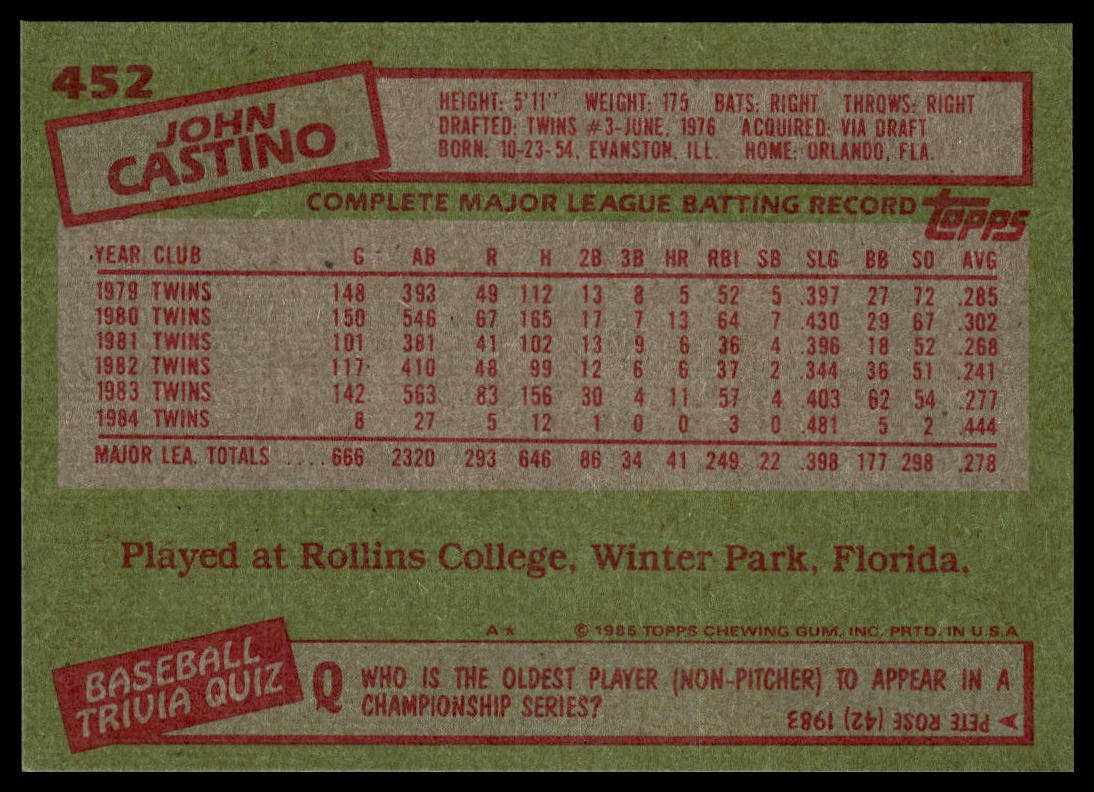 452
JOHN
CASTINO
HEIGHT: 5'11" WEIGHT: 175 BATS: RIGHT THROWS: RIGHT
DRAFTED: TWINS #3-JUNE, 1976 ACQUIRED: VIA DRAFT
BORN: 10-23-54, EVANSTON, ILL. HOME: ORLANDO, FLA.
COMPLETE MAJOR LEAGUE BATTING RECORD
topps
YEAR CLUB G AB R H 2B 3B HR RBI SB SLG BB SO AVG
1979 TWINS 148 393 49 112 13 8 5 52 5 .397 27 72 .285
1980 TWINS 150 546 67 165 17 7 13 64 7 .430 29 67 .302
1981 TWINS 101 381 41 102 13 9 6 36 4 .396 18 52 .268
1982 TWINS 117 410 48 99 12 6 6 37 2 .344 36 51 .241
1983 TWINS 142 563 83 156 30 4 11 57 4 .403 62 54 .277
1984 TWINS 8 27 5 12 1 0 0 3 0 .481 5 2 .444
MAJOR LEA. TOTALS .... 666 2320 293 646 86 34 41 249 22 .398 177 298 .278
Played at Rollins College, Winter Park, Florida.
A* © 1985 TOPPS CHEWING GUM, INC. PRTD. IN U.S.A
BASEBALL
TRIVIA QUIZ
Q WHO IS THE OLDEST PLAYER (NON-PITCHER) TO APPEAR IN A
CHAMPIONSHIP SERIES?
A PETE ROSE (42) 1983